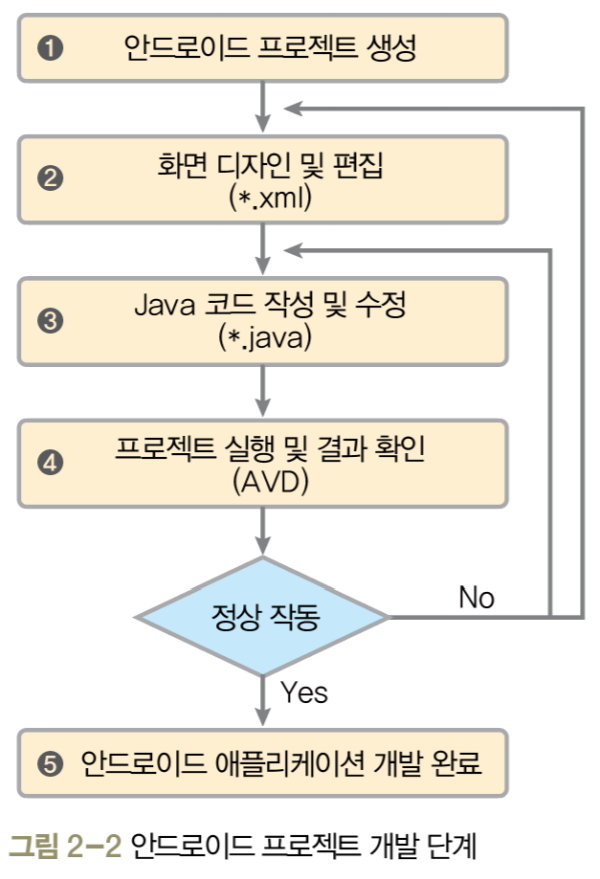 ❶ 안드로이드 프로젝트 생성
❷ 화면 디자인 및 편집
(*.xml)
❸ Java 코드 작성 및 수정
(*.java)
❹ 프로젝트 실행 및 결과 확인
(AVD)
정상 작동
No
Yes
❺ 안드로이드 애플리케이션 개발 완료
그림 2-2 안드로이드 프로젝트 개발 단계